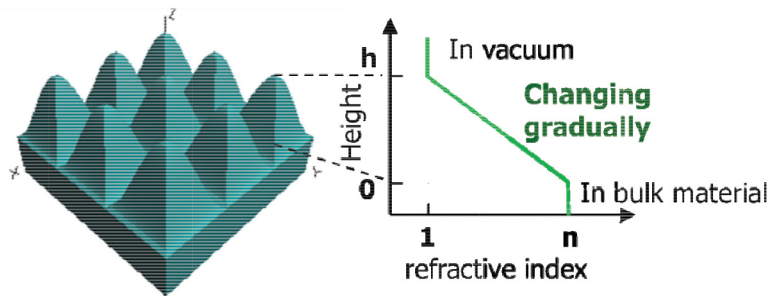 Z
X
Y
h
Height
0
In vacuum
Changing
gradually
In bulk material
1
n
refractive index